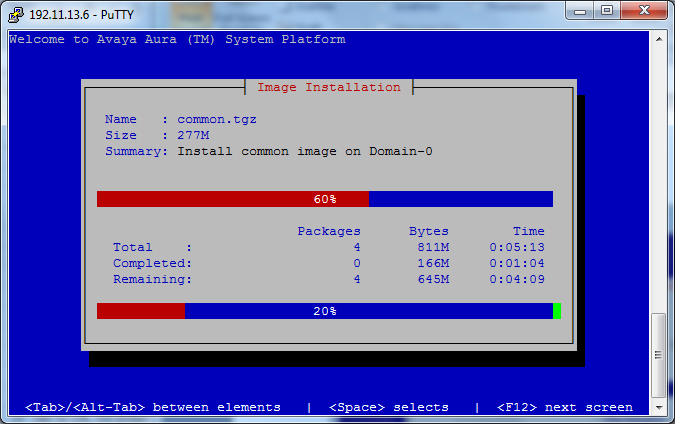 192.11.13.6 - PuTTY
Welcome to Avaya Aura (TM) System Platform
Image Installation
Name : common.tgz
Size : 277M
Summary: Install common image on Domain-0
60%
Packages Bytes Time
Total : 4 811M 0:05:13
Completed: 0 166M 0:01:04
Remaining: 4 645M 0:04:09
20%
<Tab>/<Alt-Tab> between elements | <Space> selects | <F12> next screen